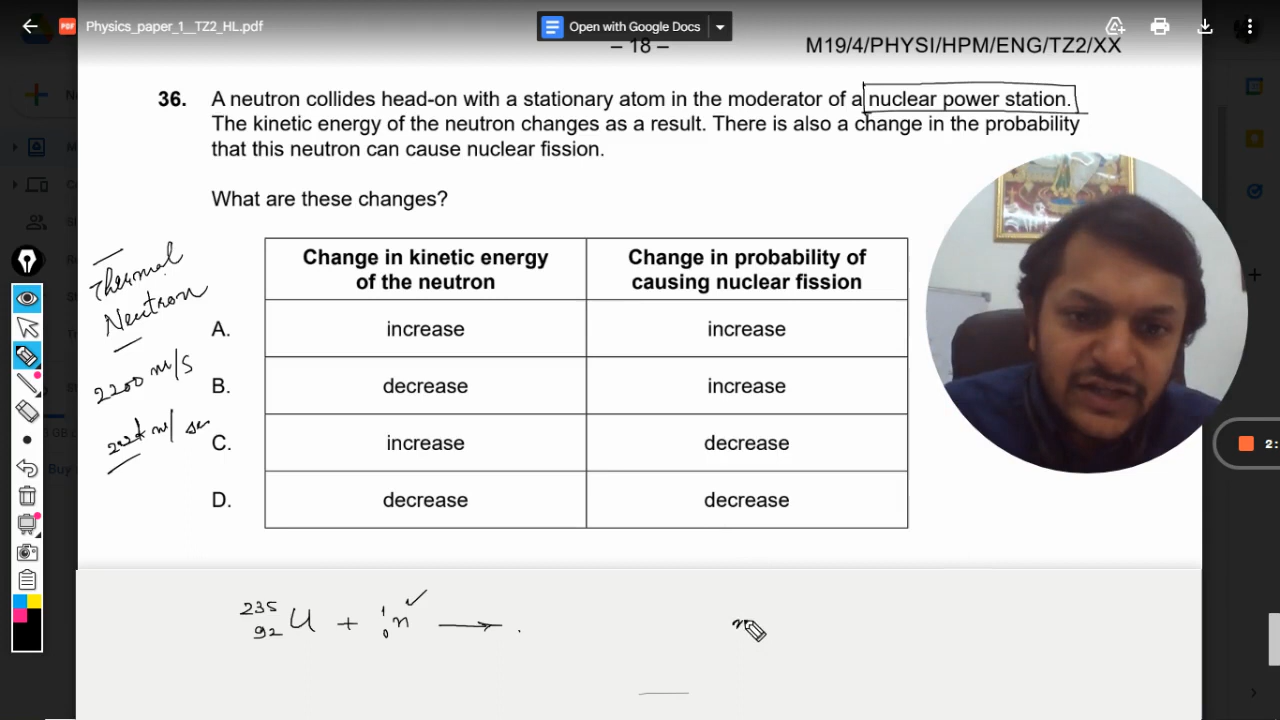 Physics_paper_1__TZ2_HL.pdf
Open with Google Docs
– 18 –
M19/4/PHYSI/HPM/ENG/TZ2/XX
36. A neutron collides head-on with a stationary atom in the moderator of a nuclear power station.
The kinetic energy of the neutron changes as a result. There is also a change in the probability
that this neutron can cause nuclear fission.
What are these changes?
Change in kinetic energy of the neutron
Change in probability of causing nuclear fission
A. increase increase
B. decrease increase
C. increase decrease
D. decrease decrease
Thermal
Neutron
2200 m/s
m/sec
²³⁵₉₂U + ¹₀n ⟶
2: